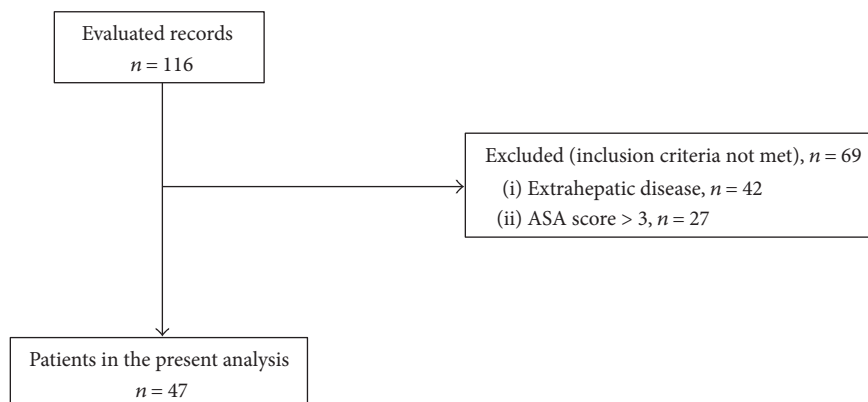 Evaluated records
n = 116
Excluded (inclusion criteria not met), n = 69
(i) Extrahepatic disease, n = 42
(ii) ASA score > 3, n = 27
Patients in the present analysis
n = 47